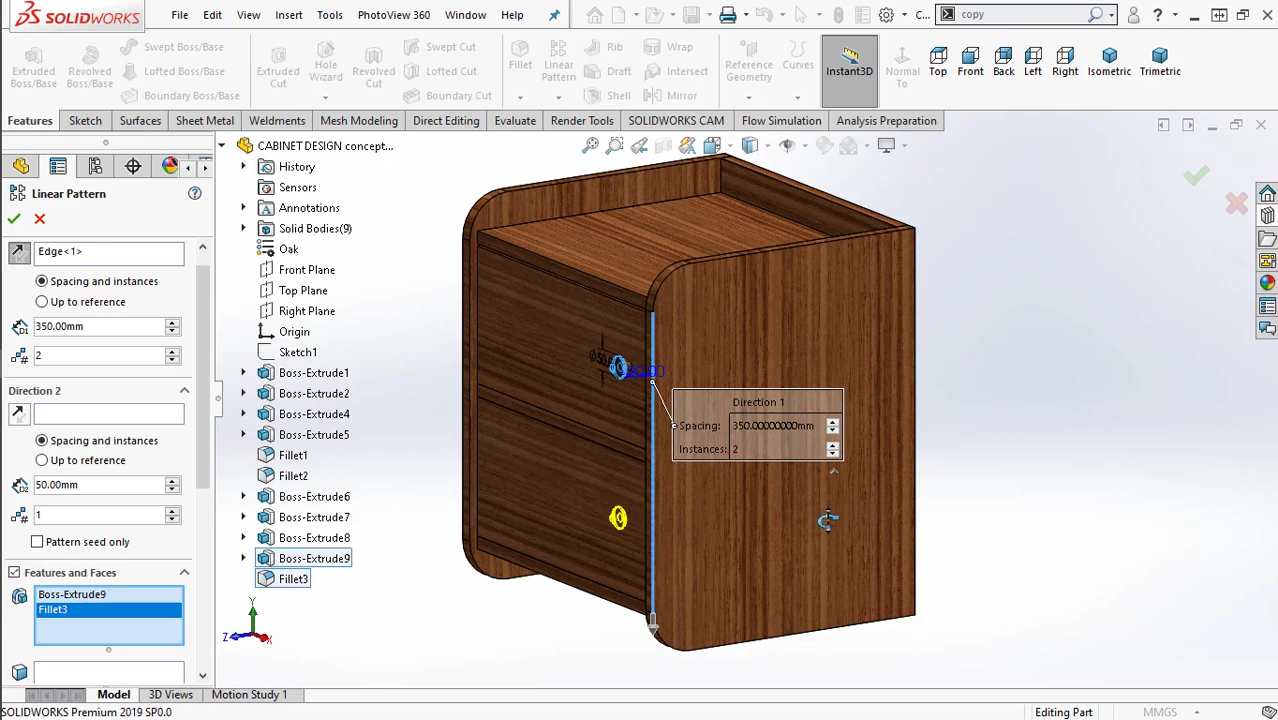 SOLIDWORKS
File Edit View Insert Tools PhotoView 360 Window Help
C... copy ?
Extruded Boss/Base
Revolved Boss/Base
Swept Boss/Base
Lofted Boss/Base
Boundary Boss/Base
Extruded Cut
Hole Wizard
Revolved Cut
Swept Cut
Lofted Cut
Boundary Cut
Fillet
Linear Pattern
Rib
Draft
Shell
Wrap
Intersect
Mirror
Reference Geometry
Curves
Instant3D
Normal To
Top Front Back Left Right Isometric Trimetric
Features Sketch Surfaces Sheet Metal Weldments Mesh Modeling Direct Editing Evaluate Render Tools SOLIDWORKS CAM Flow Simulation Analysis Preparation
Linear Pattern
Edge<1>
Spacing and instances
Up to reference
D1 350.00mm
2
Direction 2
Spacing and instances
Up to reference
D2 50.00mm
1
Pattern seed only
Features and Faces
Boss-Extrude9
Fillet3
CABINET DESIGN concept...
History
Sensors
Annotations
Solid Bodies(9)
Oak
Front Plane
Top Plane
Right Plane
Origin
Sketch1
Boss-Extrude1
Boss-Extrude2
Boss-Extrude4
Boss-Extrude5
Fillet1
Fillet2
Boss-Extrude6
Boss-Extrude7
Boss-Extrude8
Boss-Extrude9
Fillet3
Direction 1
Spacing: 350.00000000mm
Instances: 2
Y
Z X
Model 3D Views Motion Study 1
SOLIDWORKS Premium 2019 SP0.0 Editing Part MMGS